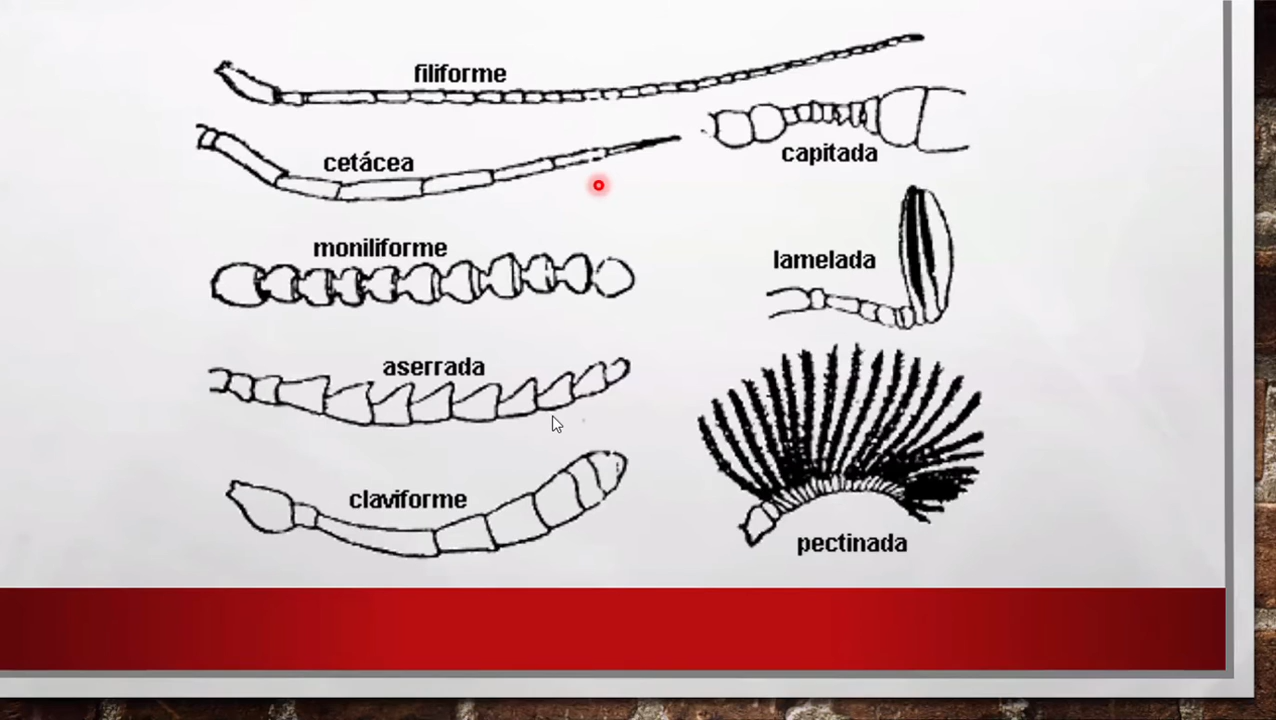 filiforme
cetácea
capitada
moniliforme
lamelada
aserrada
claviforme
pectinada